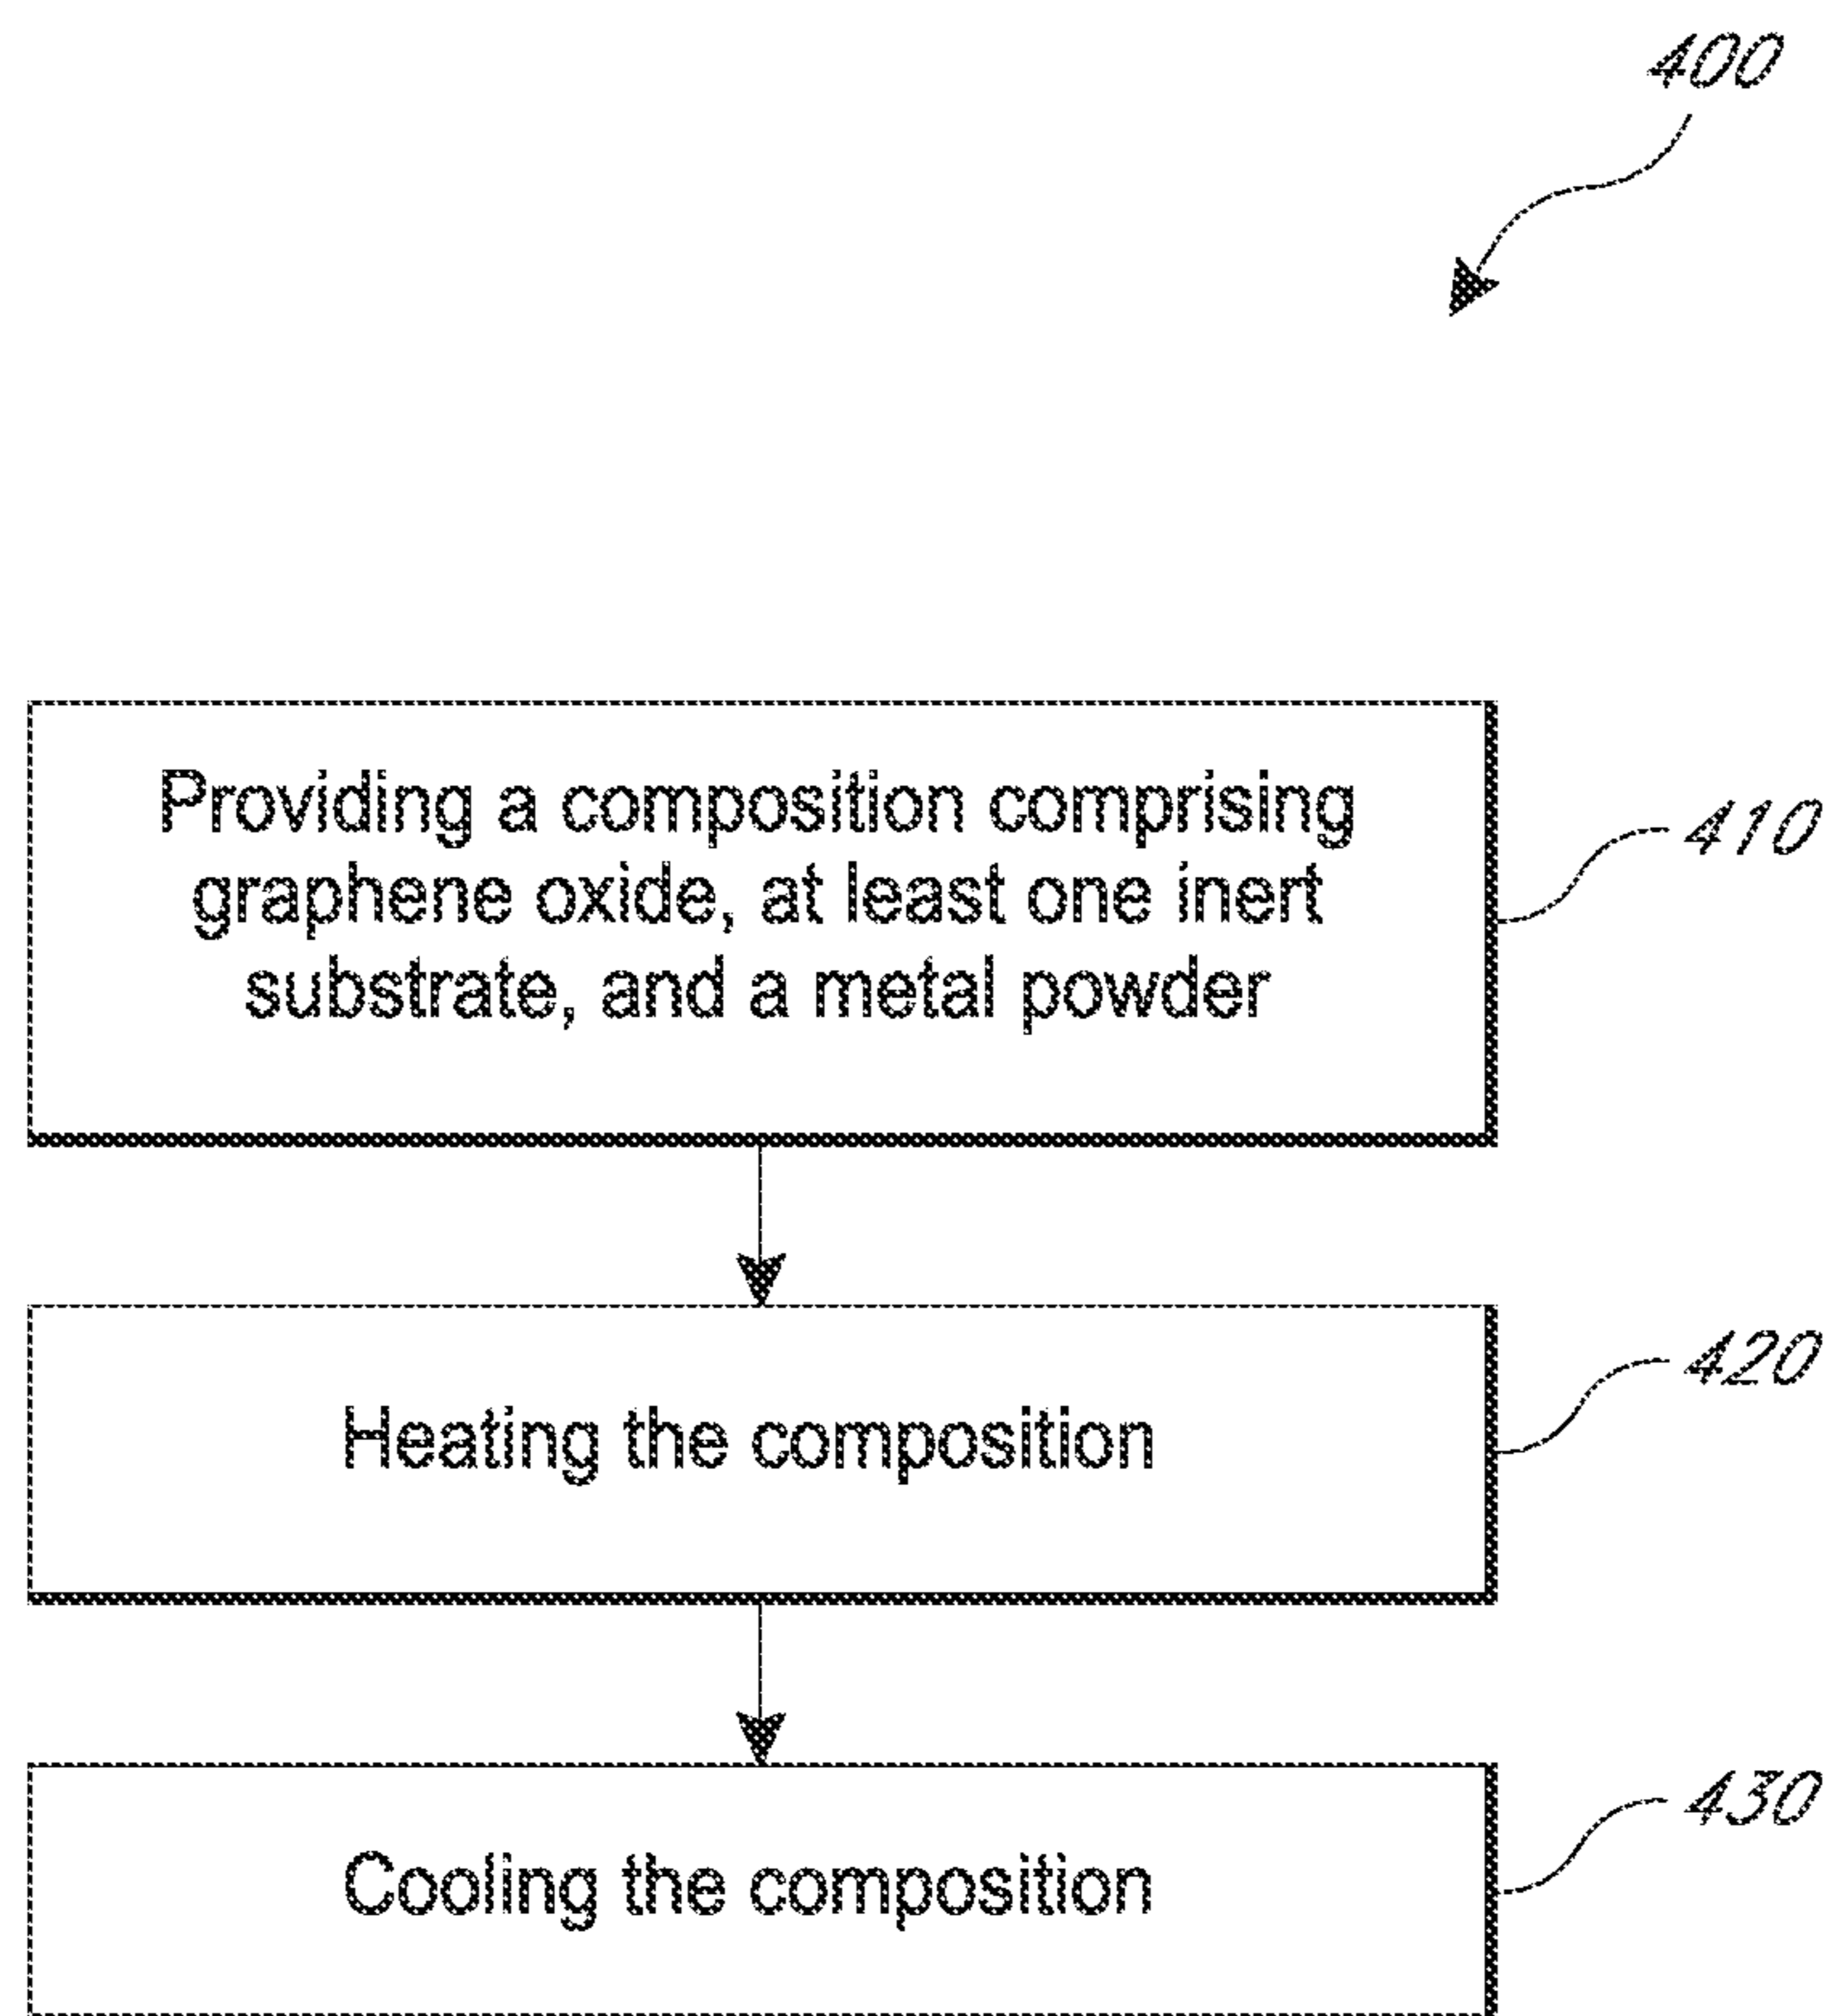 400
Providing a composition comprising
graphene oxide, at least one inert
substrate, and a metal powder
410
Heating the composition
420
Cooling the composition
430